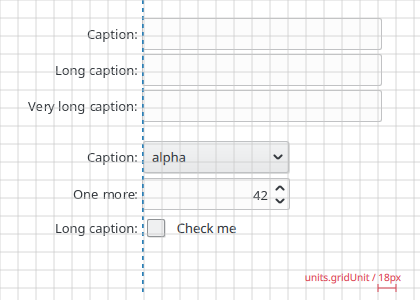 Caption:
Long caption:
Very long caption:
Caption: alpha
One more: 42
Long caption: Check me
units.gridUnit / 18px